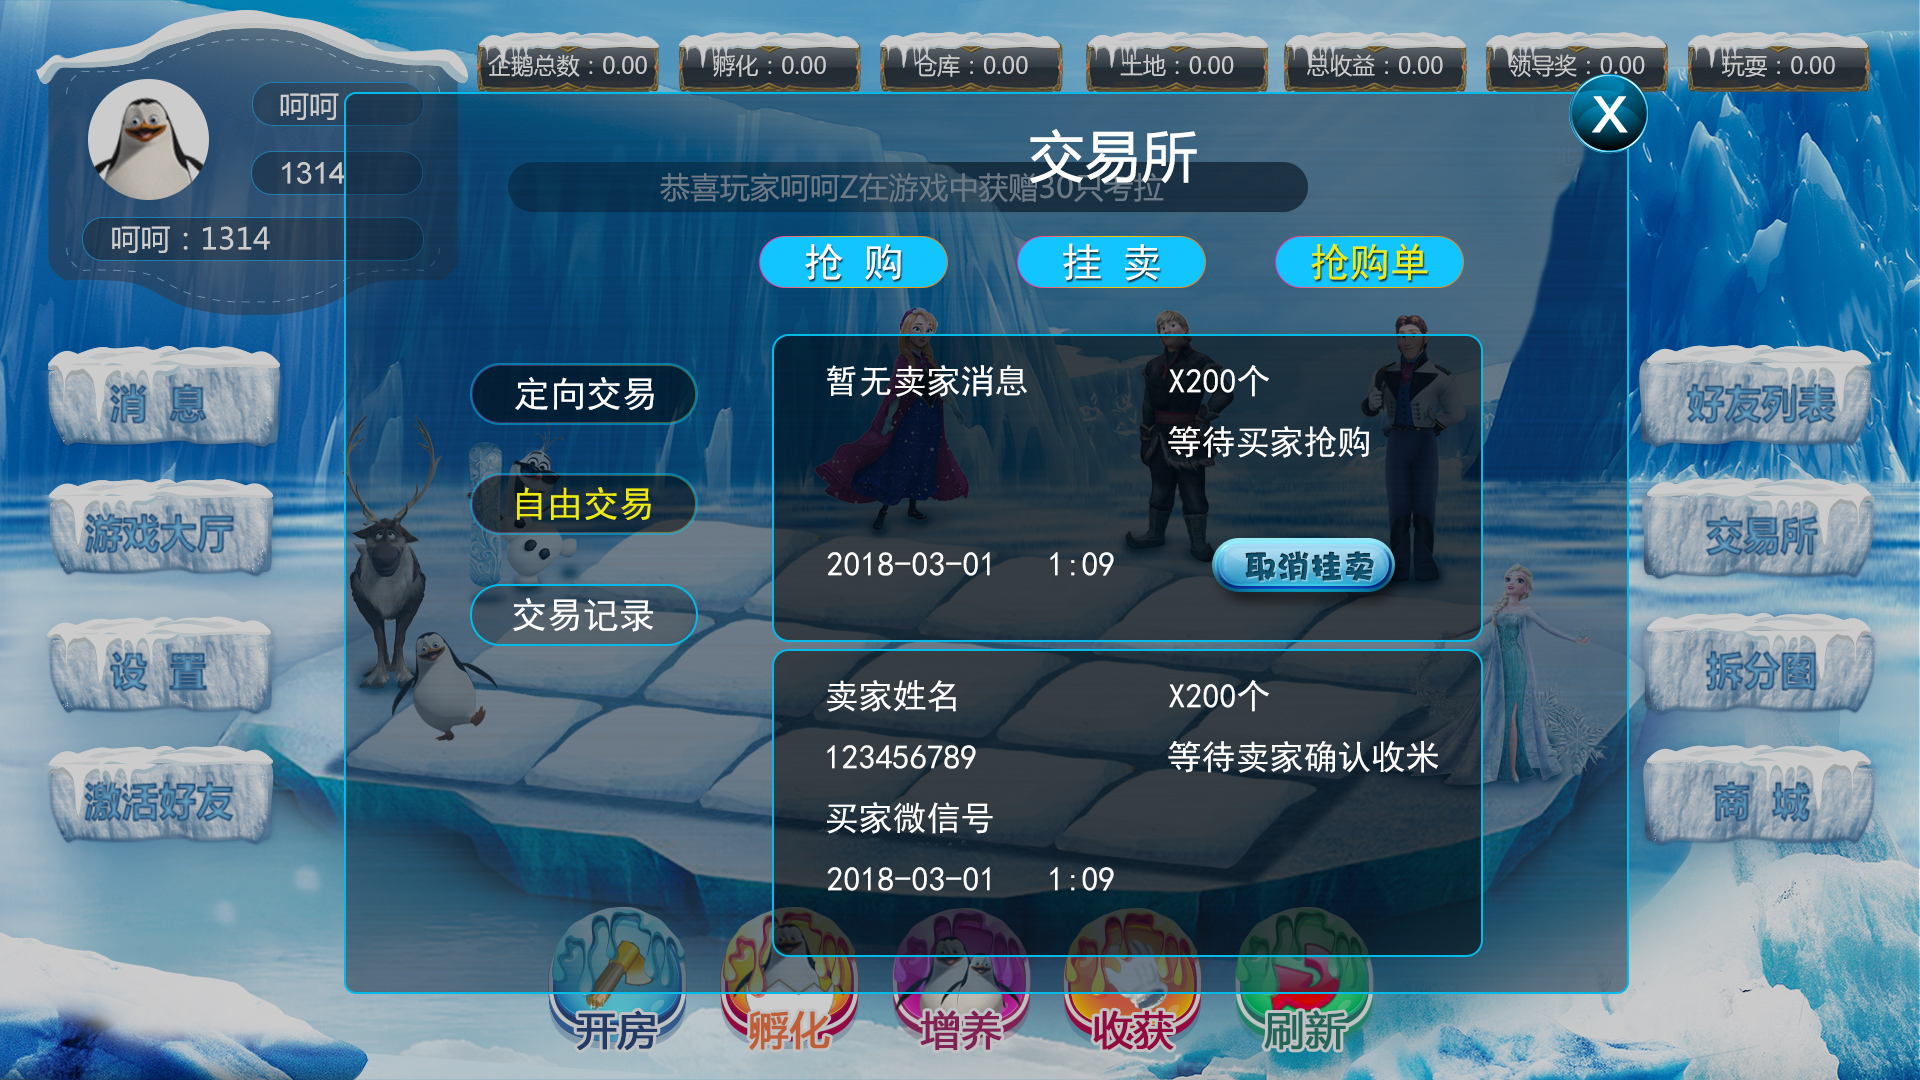 企鹅总数：0.00
孵化：0.00
仓库：0.00
土地：0.00
总收益：0.00
领导奖：0.00
玩耍：0.00
呵呵
1314
呵呵：1314
X
交易所
恭喜玩家呵呵Z在游戏中获赠30只考拉
抢 购
挂 卖
抢购单
定向交易
自由交易
交易记录
暂无卖家消息
X200个
等待买家抢购
2018-03-01 1:09
取消挂卖
卖家姓名
X200个
123456789
等待卖家确认收米
买家微信号
2018-03-01 1:09
消 息
游戏大厅
设 置
激活好友
好友列表
交易所
拆分图
商 城
开房
孵化
增养
收获
刷新